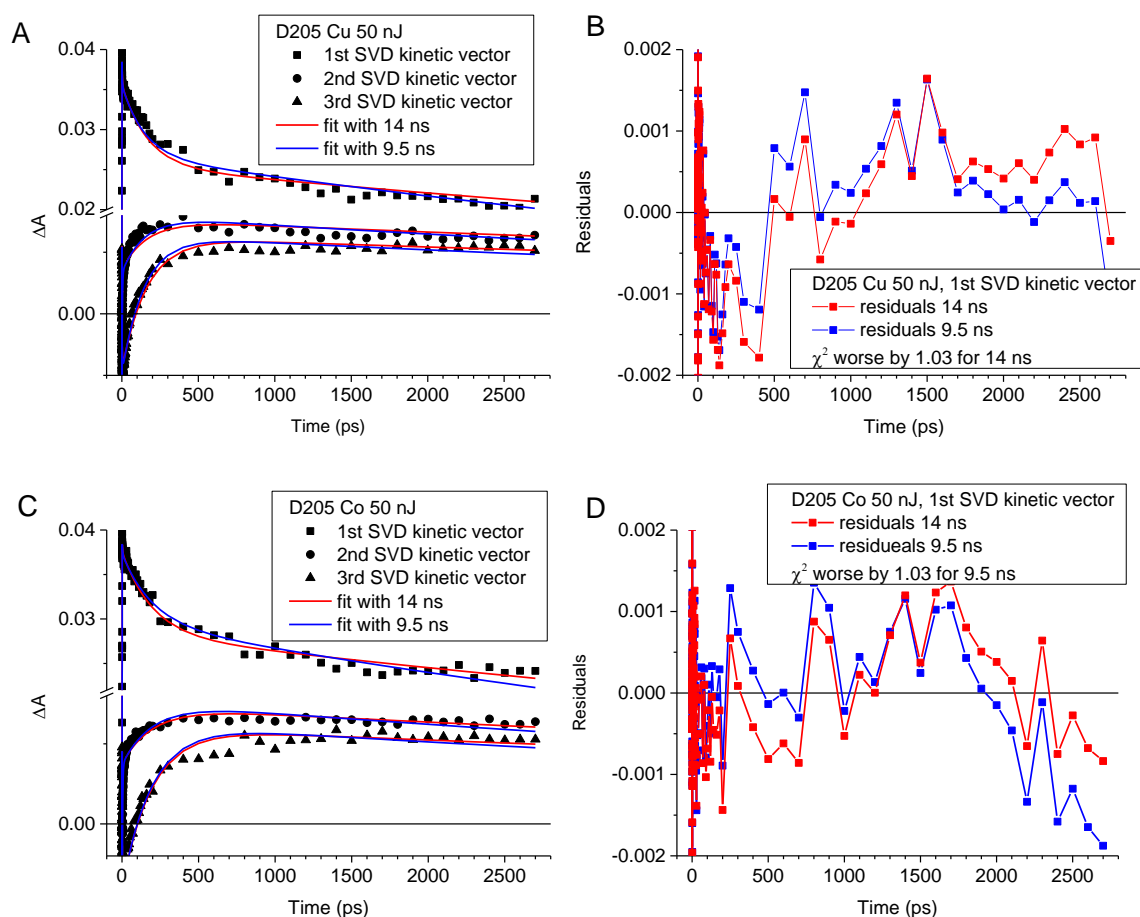 A
D205 Cu 50 nJ
1st SVD kinetic vector
2nd SVD kinetic vector
3rd SVD kinetic vector
fit with 14 ns
fit with 9.5 ns
0.04
0.03
0.02
0.00
ΔA
0 500 1000 1500 2000 2500
Time (ps)
B
0.002
0.001
0.000
-0.001
-0.002
Residuals
D205 Cu 50 nJ, 1st SVD kinetic vector
residuals 14 ns
residuals 9.5 ns
χ² worse by 1.03 for 14 ns
0 500 1000 1500 2000 2500
Time (ps)
C
D205 Co 50 nJ
1st SVD kinetic vector
2nd SVD kinetic vector
3rd SVD kinetic vector
fit with 14 ns
fit with 9.5 ns
0.04
0.03
0.00
ΔA
0 500 1000 1500 2000 2500
Time (ps)
D
D205 Co 50 nJ, 1st SVD kinetic vector
residuals 14 ns
residueals 9.5 ns
χ² worse by 1.03 for 9.5 ns
0.002
0.001
0.000
-0.001
-0.002
Residuals
0 500 1000 1500 2000 2500
Time (ps)